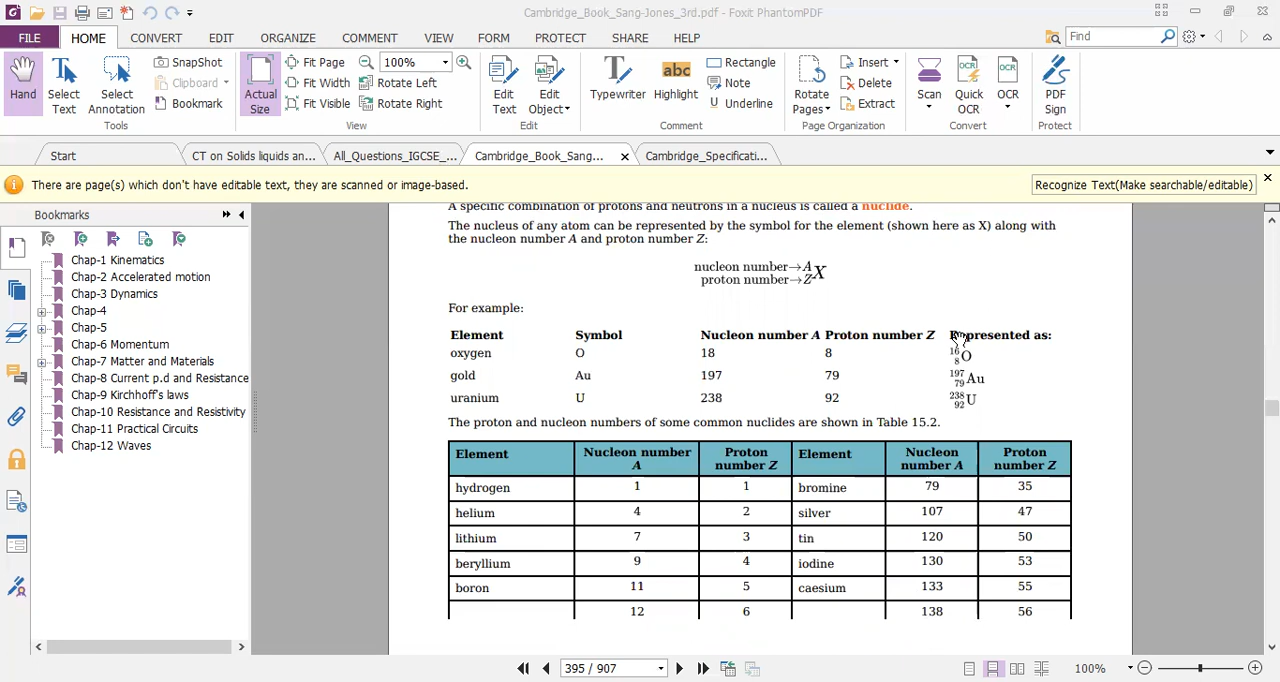 Cambridge_Book_Sang-Jones_3rd.pdf - Foxit PhantomPDF
FILE HOME CONVERT EDIT ORGANIZE COMMENT VIEW FORM PROTECT SHARE HELP Find
Hand
Select Text
Select Annotation
SnapShot
Clipboard
Bookmark
Tools
Actual Size
Fit Page
Fit Width
Fit Visible
100%
Rotate Left
Rotate Right
View
Edit Text
Edit Object
Edit
Typewriter
abc
Highlight
Rectangle
Note
Underline
Comment
Rotate Pages
Insert
Delete
Extract
Page Organization
Scan
OCR
Quick OCR
OCR
OCR
Convert
PDF Sign
Protect
Start CT on Solids liquids an... All_Questions_IGCSE_... Cambridge_Book_Sang... Cambridge_Specificati...
There are page(s) which don't have editable text, they are scanned or image-based. Recognize Text(Make searchable/editable)
Bookmarks
Chap-1 Kinematics
Chap-2 Accelerated motion
Chap-3 Dynamics
Chap-4
Chap-5
Chap-6 Momentum
Chap-7 Matter and Materials
Chap-8 Current p.d and Resistance
Chap-9 Kirchhoff's laws
Chap-10 Resistance and Resistivity
Chap-11 Practical Circuits
Chap-12 Waves
A specific combination of protons and neutrons in a nucleus is called a nuclide.
The nucleus of any atom can be represented by the symbol for the element (shown here as X) along with
the nucleon number A and proton number Z:
nucleon number→A
proton number→Z X
For example:
Element Symbol Nucleon number A Proton number Z Represented as:
oxygen O 18 8 16 8 O
gold Au 197 79 197 79 Au
uranium U 238 92 238 92 U
The proton and nucleon numbers of some common nuclides are shown in Table 15.2.
Element Nucleon number A Proton number Z Element Nucleon number A Proton number Z
hydrogen 1 1 bromine 79 35
helium 4 2 silver 107 47
lithium 7 3 tin 120 50
beryllium 9 4 iodine 130 53
boron 11 5 caesium 133 55
12 6 138 56
395 / 907 100%